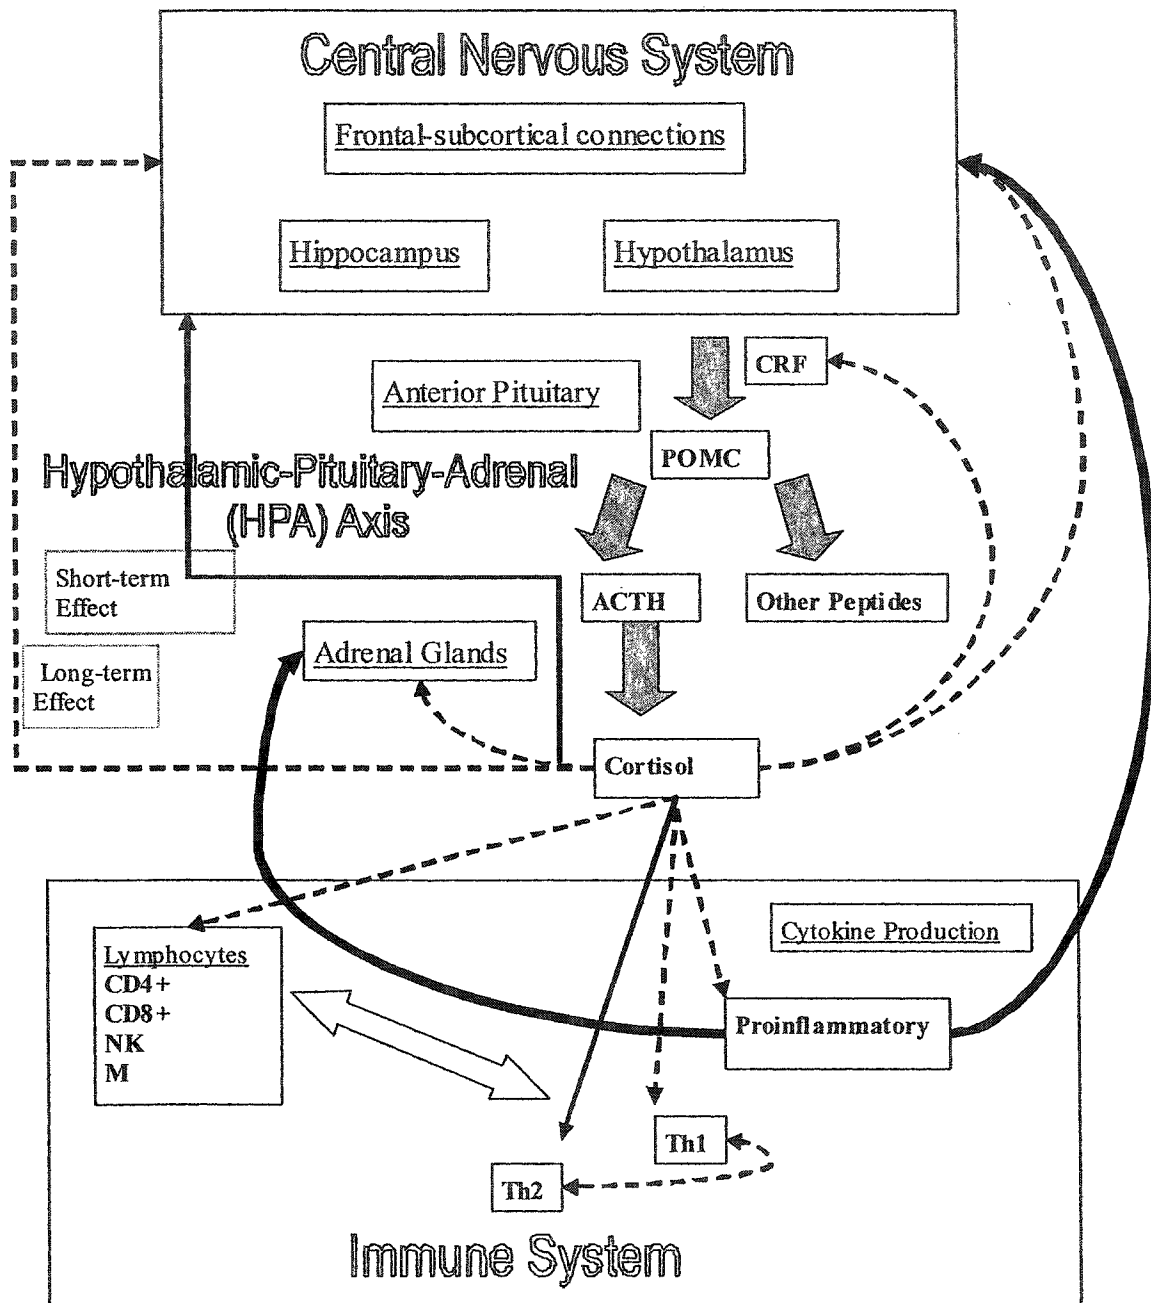 Central Nervous System
Frontal-subcortical connections
Hippocampus
Hypothalamus
CRF
Anterior Pituitary
POMC
Hypothalamic-Pituitary-Adrenal
(HPA) Axis
Short-term
Effect
ACTH
Other Peptides
Adrenal Glands
Long-term
Effect
Cortisol
Cytokine Production
Lymphocytes
CD4+
CD8+
NK
M
Proinflammatory
Th1
Th2
Immune System